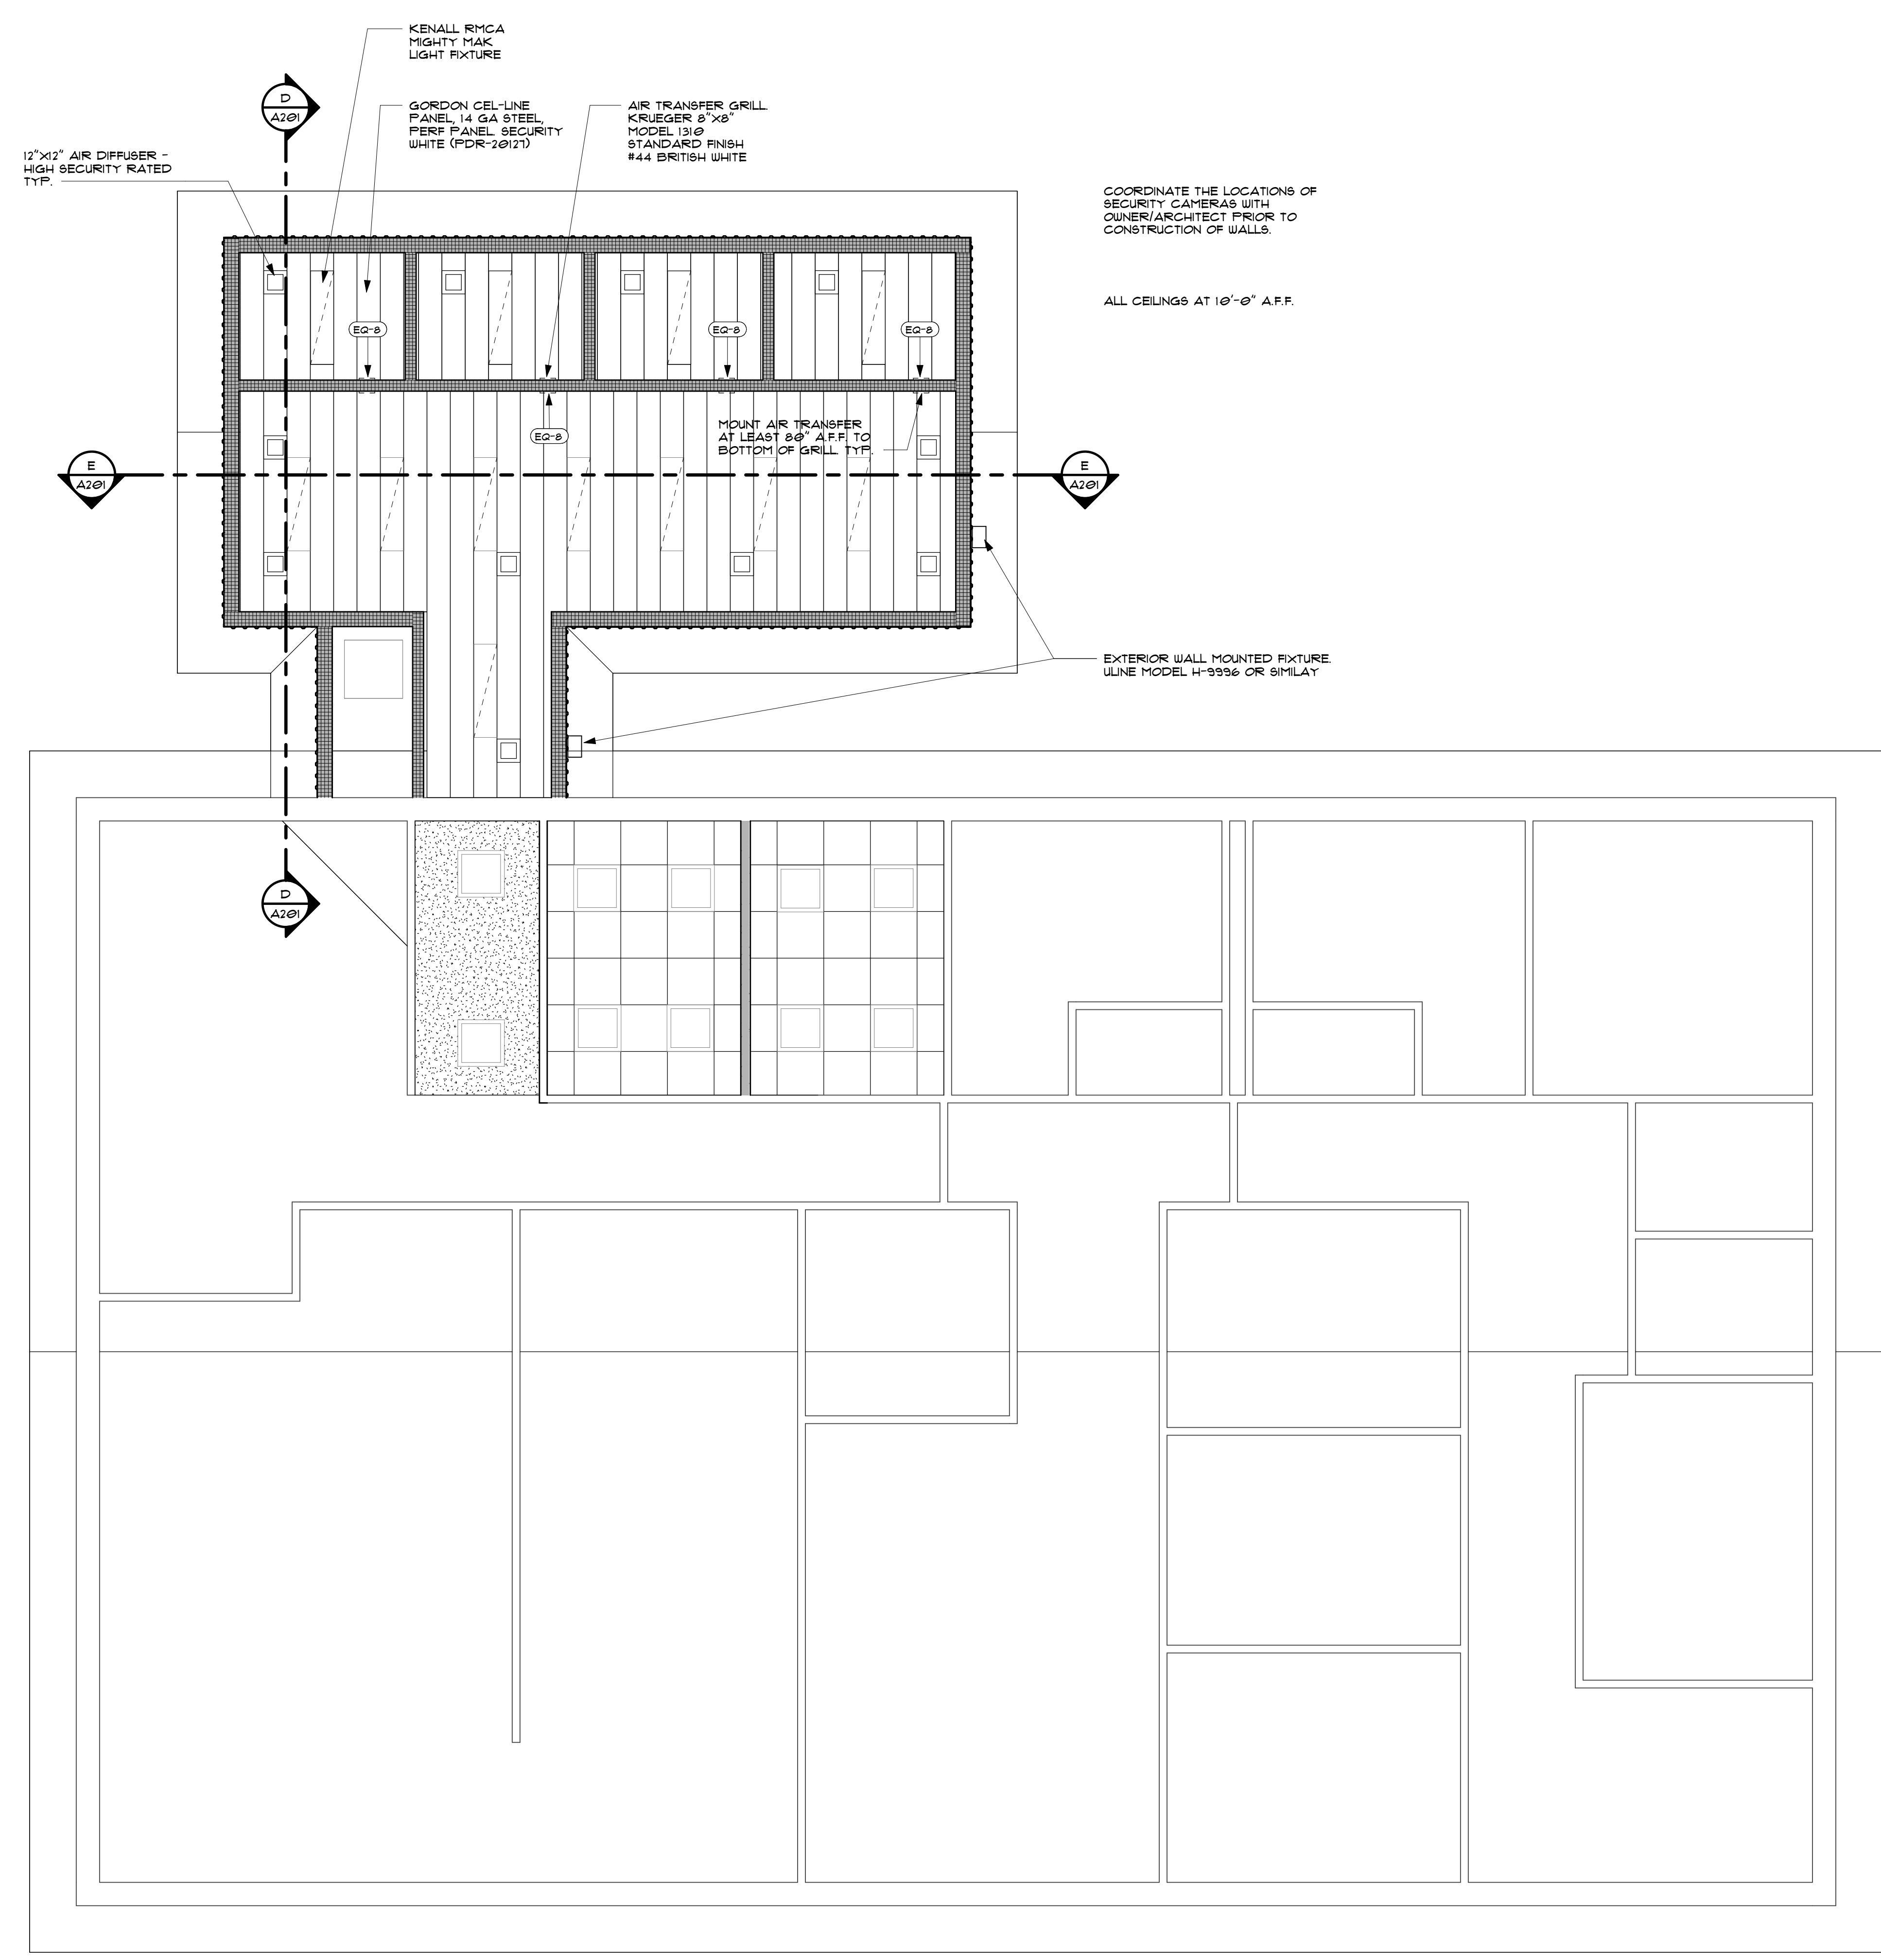 KENALL RMCA
MIGHTY MAK
LIGHT FIXTURE
D
A201
GORDON CEL-LINE
PANEL, 14 GA STEEL,
PERF PANEL SECURITY
WHITE (PDR-20127)
AIR TRANSFER GRILL.
KRUEGER 8"X8"
MODEL 1310
STANDARD FINISH
#44 BRITISH WHITE
12"X12" AIR DIFFUSER -
HIGH SECURITY RATED
TYP.
COORDINATE THE LOCATIONS OF
SECURITY CAMERAS WITH
OWNER/ARCHITECT PRIOR TO
CONSTRUCTION OF WALLS.
ALL CEILINGS AT 10'-0" A.F.F.
EQ-8
EQ-8
EQ-8
EQ-8
MOUNT AIR TRANSFER
AT LEAST 80" A.F.F. TO
BOTTOM OF GRILL. TYP.
E
A201
E
A201
EXTERIOR WALL MOUNTED FIXTURE.
ULINE MODEL H-9996 OR SIMILAY
D
A201